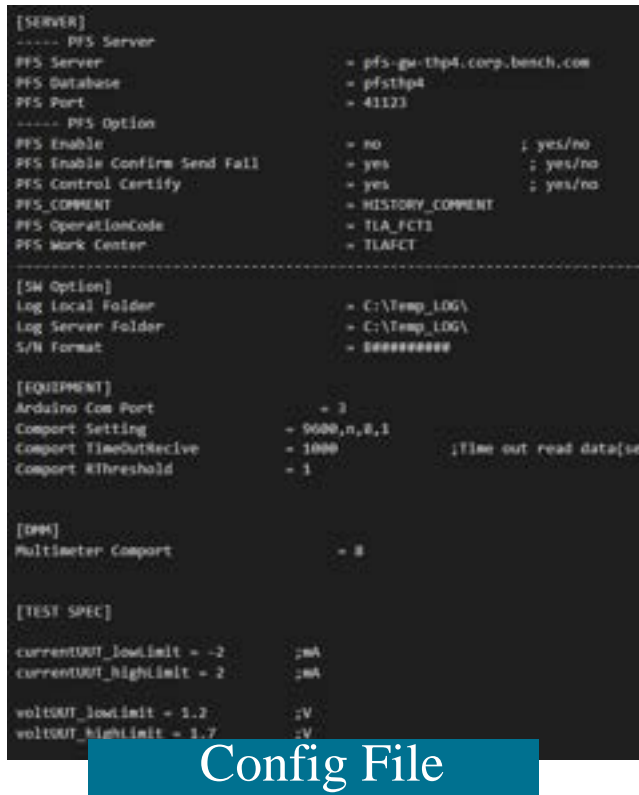 [SERVER]
----- PFS Server
PFS Server = pfs-gw-thp4.corp.bench.com
PFS Database = pfsthp4
PFS Port = 41123
----- PFS Option
PFS Enable = no ; yes/no
PFS Enable Confirm Send Fail = yes ; yes/no
PFS Control Certify = yes ; yes/no
PFS_COMMENT = HISTORY_COMMENT
PFS OperationCode = TLA_FCT1
PFS Work Center = TLAFCT
[SW Option]
Log Local Folder = C:\Temp_LOG\
Log Server Folder = C:\Temp_LOG\
S/N Format =
[EQUIPMENT]
Arduino Com Port = 3
Comport Setting = 9600,n,8,1
Comport TimeOutRecive = 1000 ;Time out read data(se
Comport RThreshold = 1
[DMM]
Multimeter Comport = 8
[TEST SPEC]
currentUUT_lowLimit = -2 ;mA
currentUUT_highLimit = 2 ;mA
voltUUT_lowLimit = 1.2 ;V
voltUUT_highLimit = 1.7 ;V
Config File